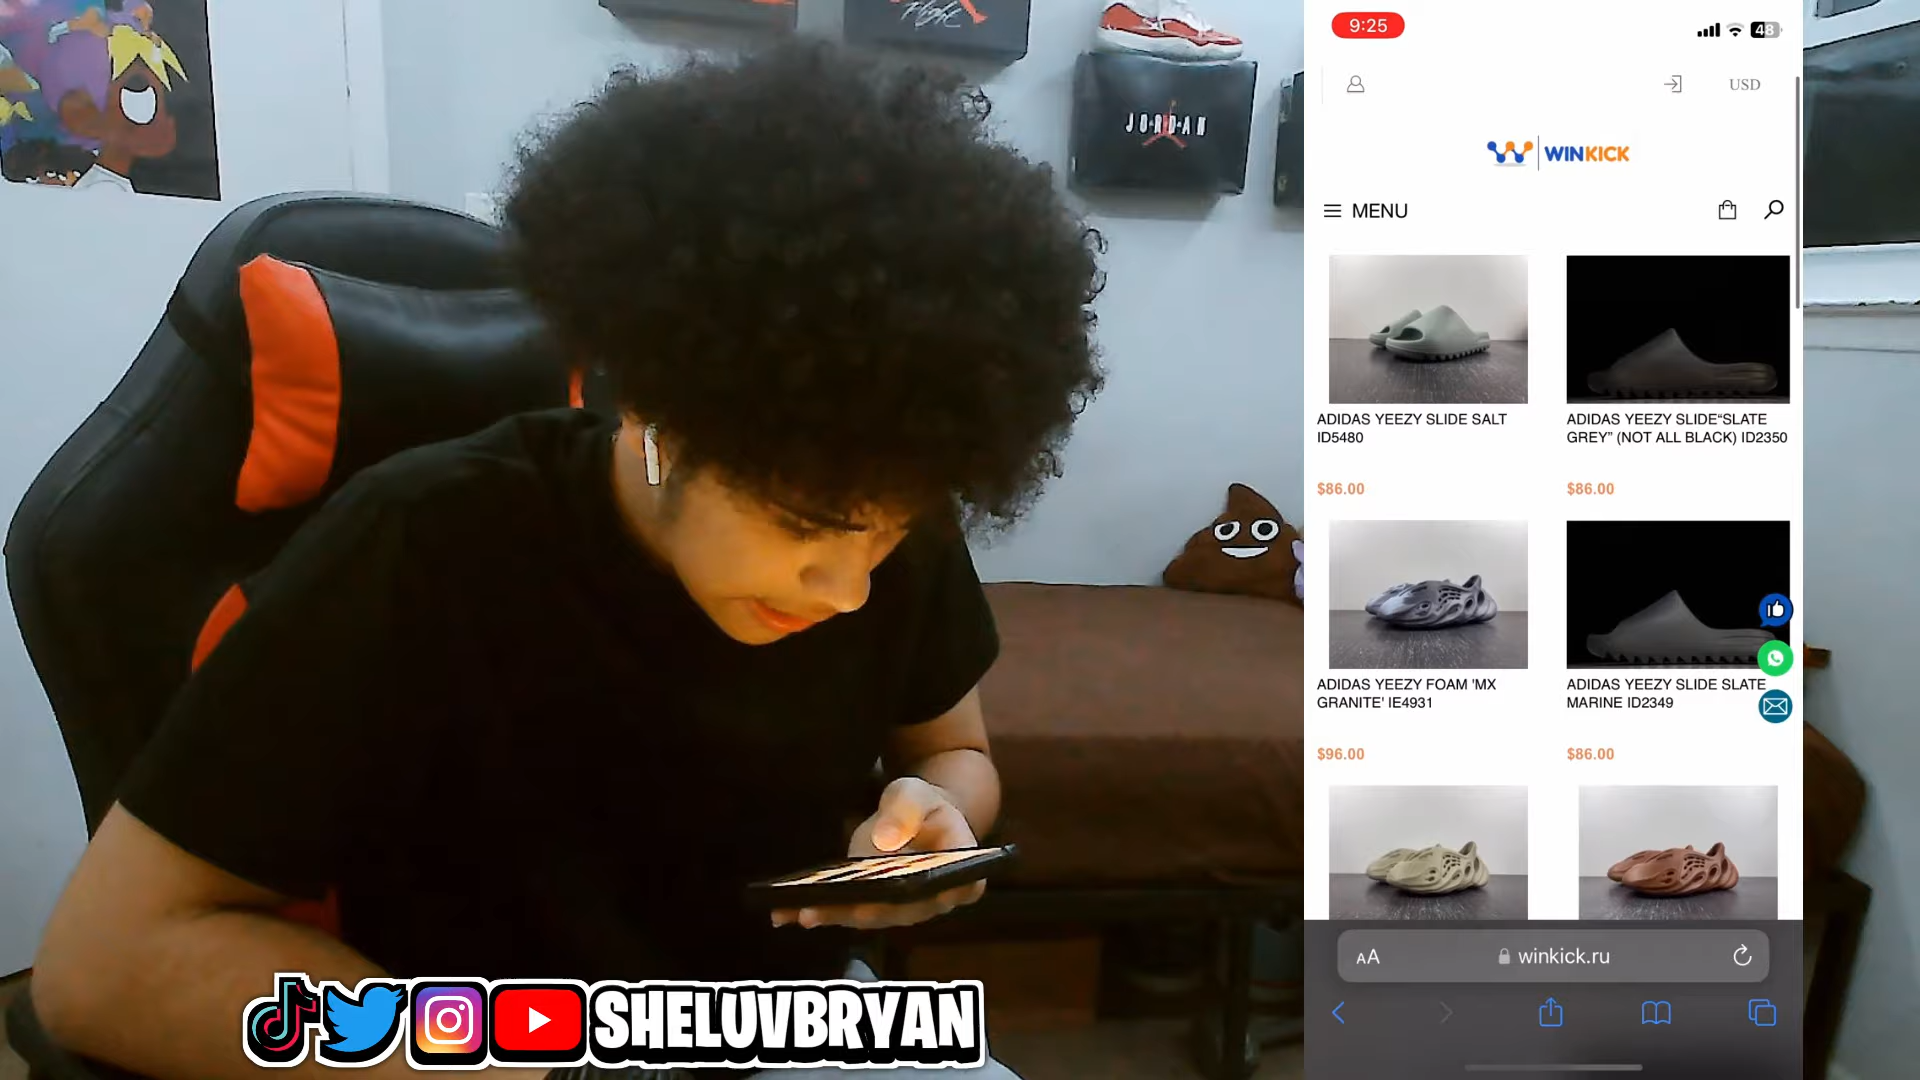 JORDAN
SHELUVBRYAN
9:25
48
USD
WINKICK
MENU
ADIDAS YEEZY SLIDE SALT
ID5480
$86.00
ADIDAS YEEZY SLIDE“SLATE
GREY” (NOT ALL BLACK) ID2350
$86.00
ADIDAS YEEZY FOAM 'MX
GRANITE' IE4931
$96.00
ADIDAS YEEZY SLIDE SLATE
MARINE ID2349
$86.00
AA
winkick.ru